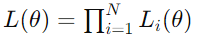 L(θ) = ∏_{i=1}^{N} L_i(θ)